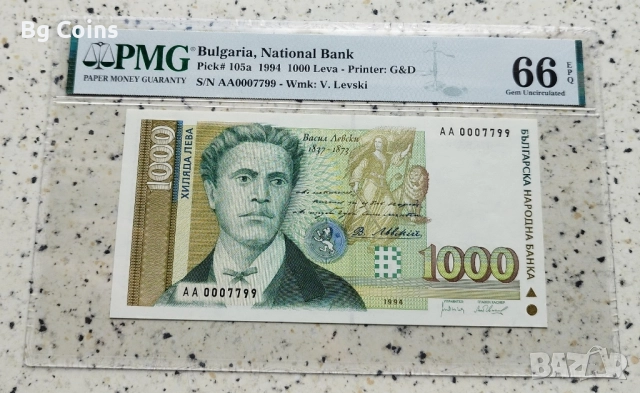 Bg Coins
PMG
PAPER MONEY GUARANTY
Bulgaria, National Bank
Pick# 105a 1994 1000 Leva - Printer: G&D
S/N AA0007799 - Wmk: V. Levski
66 EPQ
Gem Uncirculated
1000
ХИЛЯДА ЛЕВА
Васил Левски
1837-1873
В. Лѣвскій
АА 0007799
БЪЛГАРСКА НАРОДНА БАНКА
1000
АА 0007799
1994
BAZAR